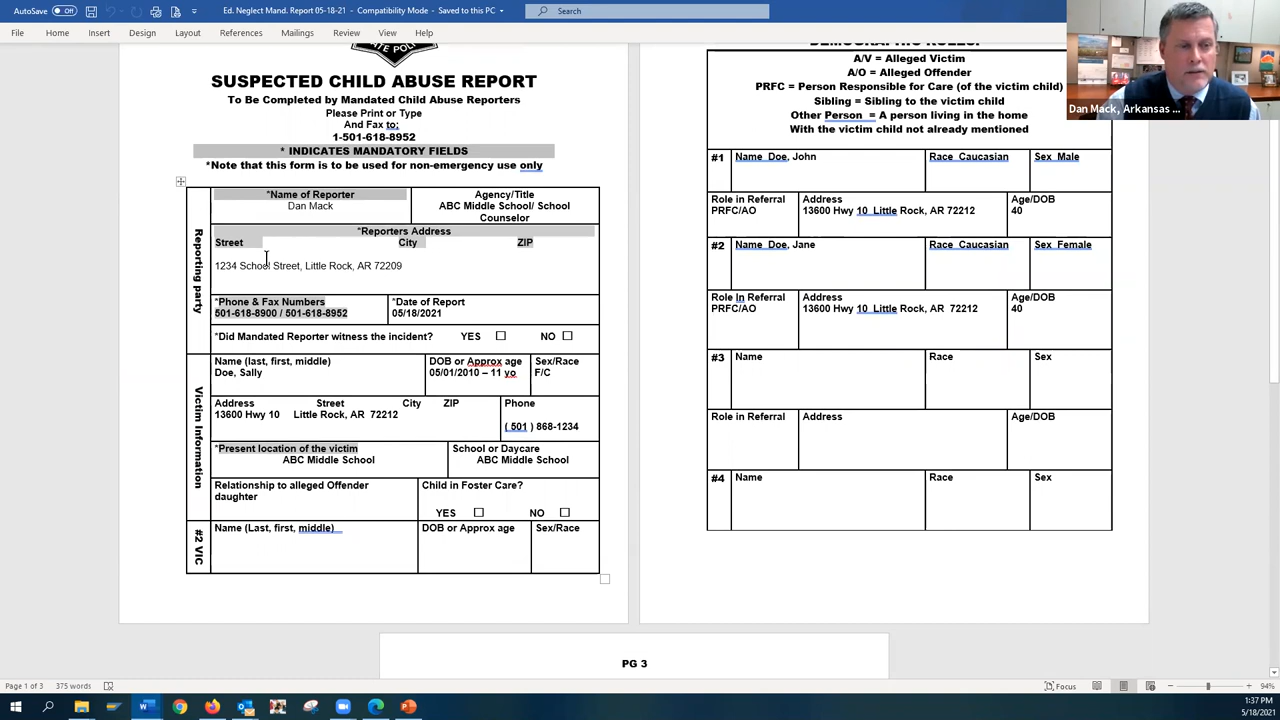 AutoSave Off
Ed. Neglect Mand. Report 05-18-21 - Compatibility Mode - Saved to this PC
Search
File Home Insert Draw Design Layout References Mailings Review View Help
SUSPECTED CHILD ABUSE REPORT
To Be Completed by Mandated Child Abuse Reporters
Please Print or Type
And Fax to;
1-501-618-8952
* INDICATES MANDATORY FIELDS
*Note that this form is to be used for non-emergency use only
Reporting party
*Name of Reporter
Dan Mack
Agency/Title
ABC Middle School/ School
Counselor
*Reporters Address
Street City ZIP
1234 School Street, Little Rock, AR 72209
*Phone & Fax Numbers
501-618-8900 / 501-618-8952
*Date of Report
05/18/2021
*Did Mandated Reporter witness the incident? YES ☐ NO ☐
Victim Information
Name (last, first, middle)
Doe, Sally
DOB or Approx age
05/01/2010 – 11 yo
Sex/Race
F/C
Address Street City ZIP
13600 Hwy 10 Little Rock, AR 72212
Phone
( 501 ) 868-1234
*Present location of the victim
ABC Middle School
School or Daycare
ABC Middle School
Relationship to alleged Offender
daughter
Child in Foster Care?
YES ☐ NO ☐
#2 VIC
Name (Last, first, middle)
DOB or Approx age
Sex/Race
A/V = Alleged Victim
A/O = Alleged Offender
PRFC = Person Responsible for Care (of the victim child)
Sibling = Sibling to the victim child
Other Person = A person living in the home
With the victim child not already mentioned
#1 Name Doe, John Race Caucasian Sex Male
Role in Referral
PRFC/AO
Address
13600 Hwy 10 Little Rock, AR 72212
Age/DOB
40
#2 Name Doe, Jane Race Caucasian Sex Female
Role In Referral
PRFC/AO
Address
13600 Hwy 10 Little Rock, AR 72212
Age/DOB
40
#3 Name Race Sex
Role in Referral Address Age/DOB
#4 Name Race Sex
PG 3
Dan Mack, Arkansas ...
Page 1 of 3 375 words
Focus
94%
1:37 PM
5/18/2021